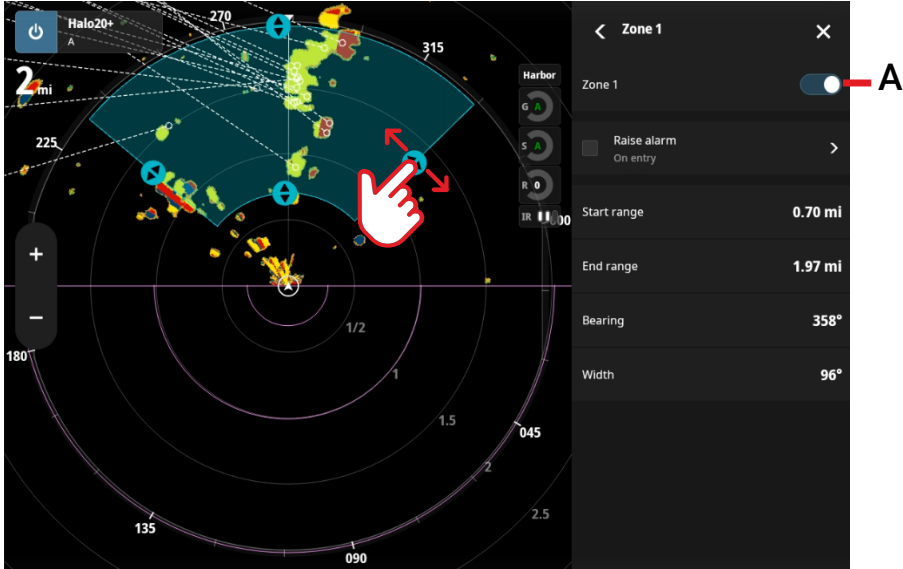 Halo20+
A
2 mi
270
315
225
180
135
090
045
00
1/2
1
1.5
2
2.5
+
−
Harbor
G A
S A
R 0
IR
Zone 1
Zone 1
A
Raise alarm
On entry
Start range 0.70 mi
End range 1.97 mi
Bearing 358°
Width 96°